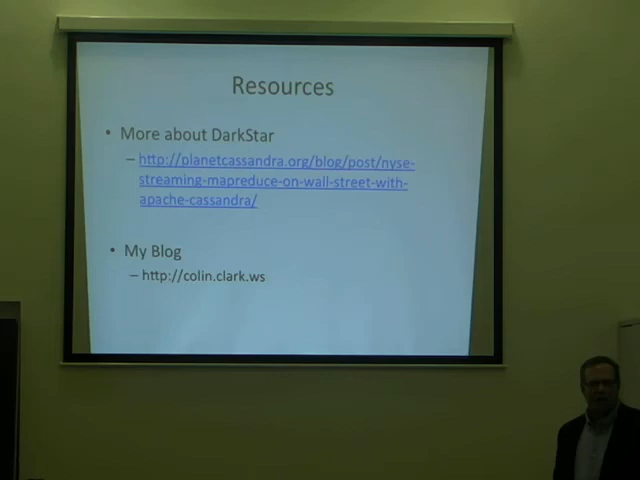 Resources
• More about DarkStar
– http://planetcassandra.org/blog/post/nyse-
streaming-mapreduce-on-wall-street-with-
apache-cassandra/
• My Blog
– http://colin.clark.ws